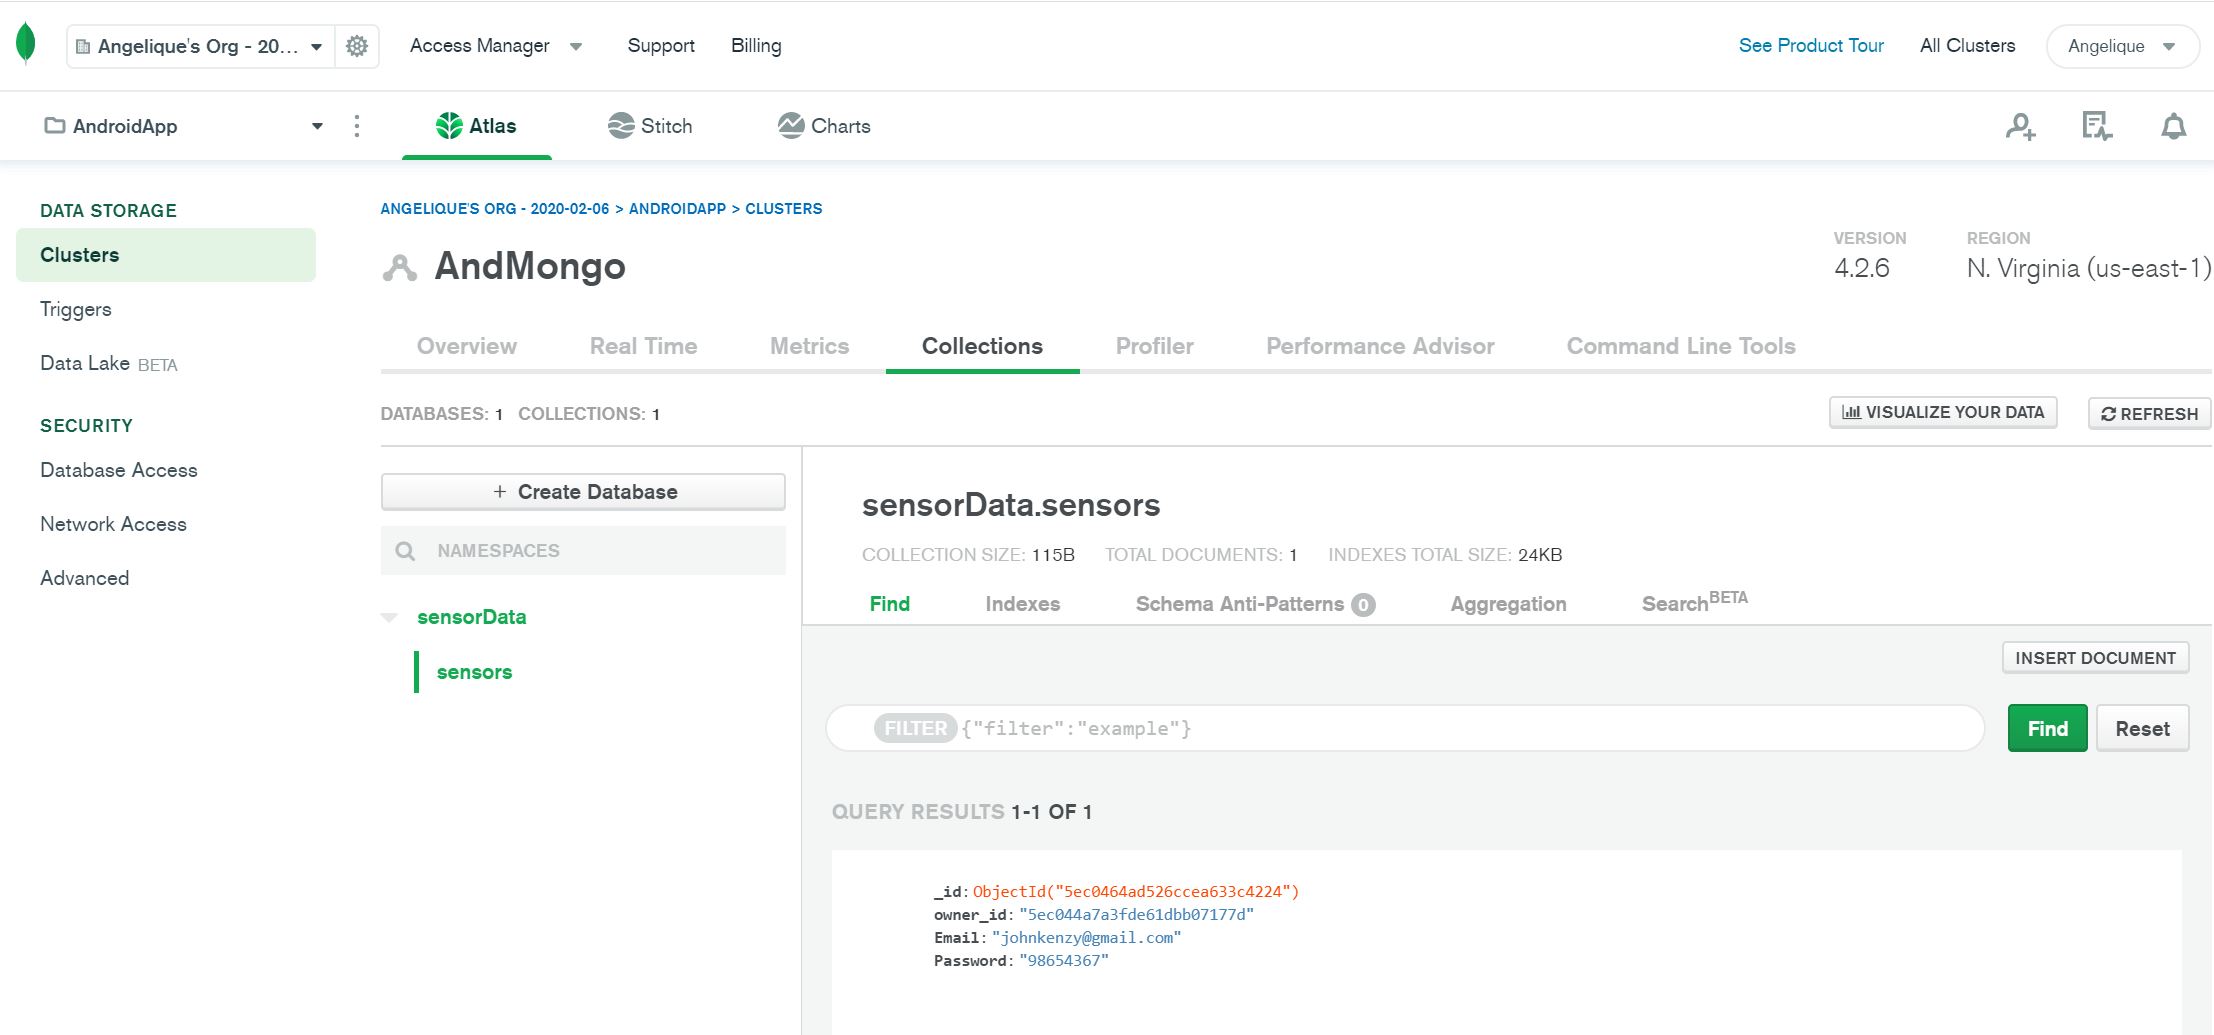 Angelique's Org - 20...
Access Manager
Support
Billing
See Product Tour
All Clusters
Angelique
AndroidApp
Atlas
Stitch
Charts
DATA STORAGE
Clusters
Triggers
Data Lake BETA
SECURITY
Database Access
Network Access
Advanced
ANGELIQUE'S ORG - 2020-02-06 > ANDROIDAPP > CLUSTERS
AndMongo
VERSION
4.2.6
REGION
N. Virginia (us-east-1)
Overview
Real Time
Metrics
Collections
Profiler
Performance Advisor
Command Line Tools
DATABASES: 1 COLLECTIONS: 1
VISUALIZE YOUR DATA
REFRESH
+ Create Database
NAMESPACES
sensorData
sensors
sensorData.sensors
COLLECTION SIZE: 115B TOTAL DOCUMENTS: 1 INDEXES TOTAL SIZE: 24KB
Find
Indexes
Schema Anti-Patterns 0
Aggregation
Search BETA
INSERT DOCUMENT
FILTER {"filter":"example"}
Find
Reset
QUERY RESULTS 1-1 OF 1
_id: ObjectId("5ec0464ad526ccea633c4224")
owner_id: "5ec044a7a3fde61dbb07177d"
Email: "johnkenzy@gmail.com"
Password: "98654367"